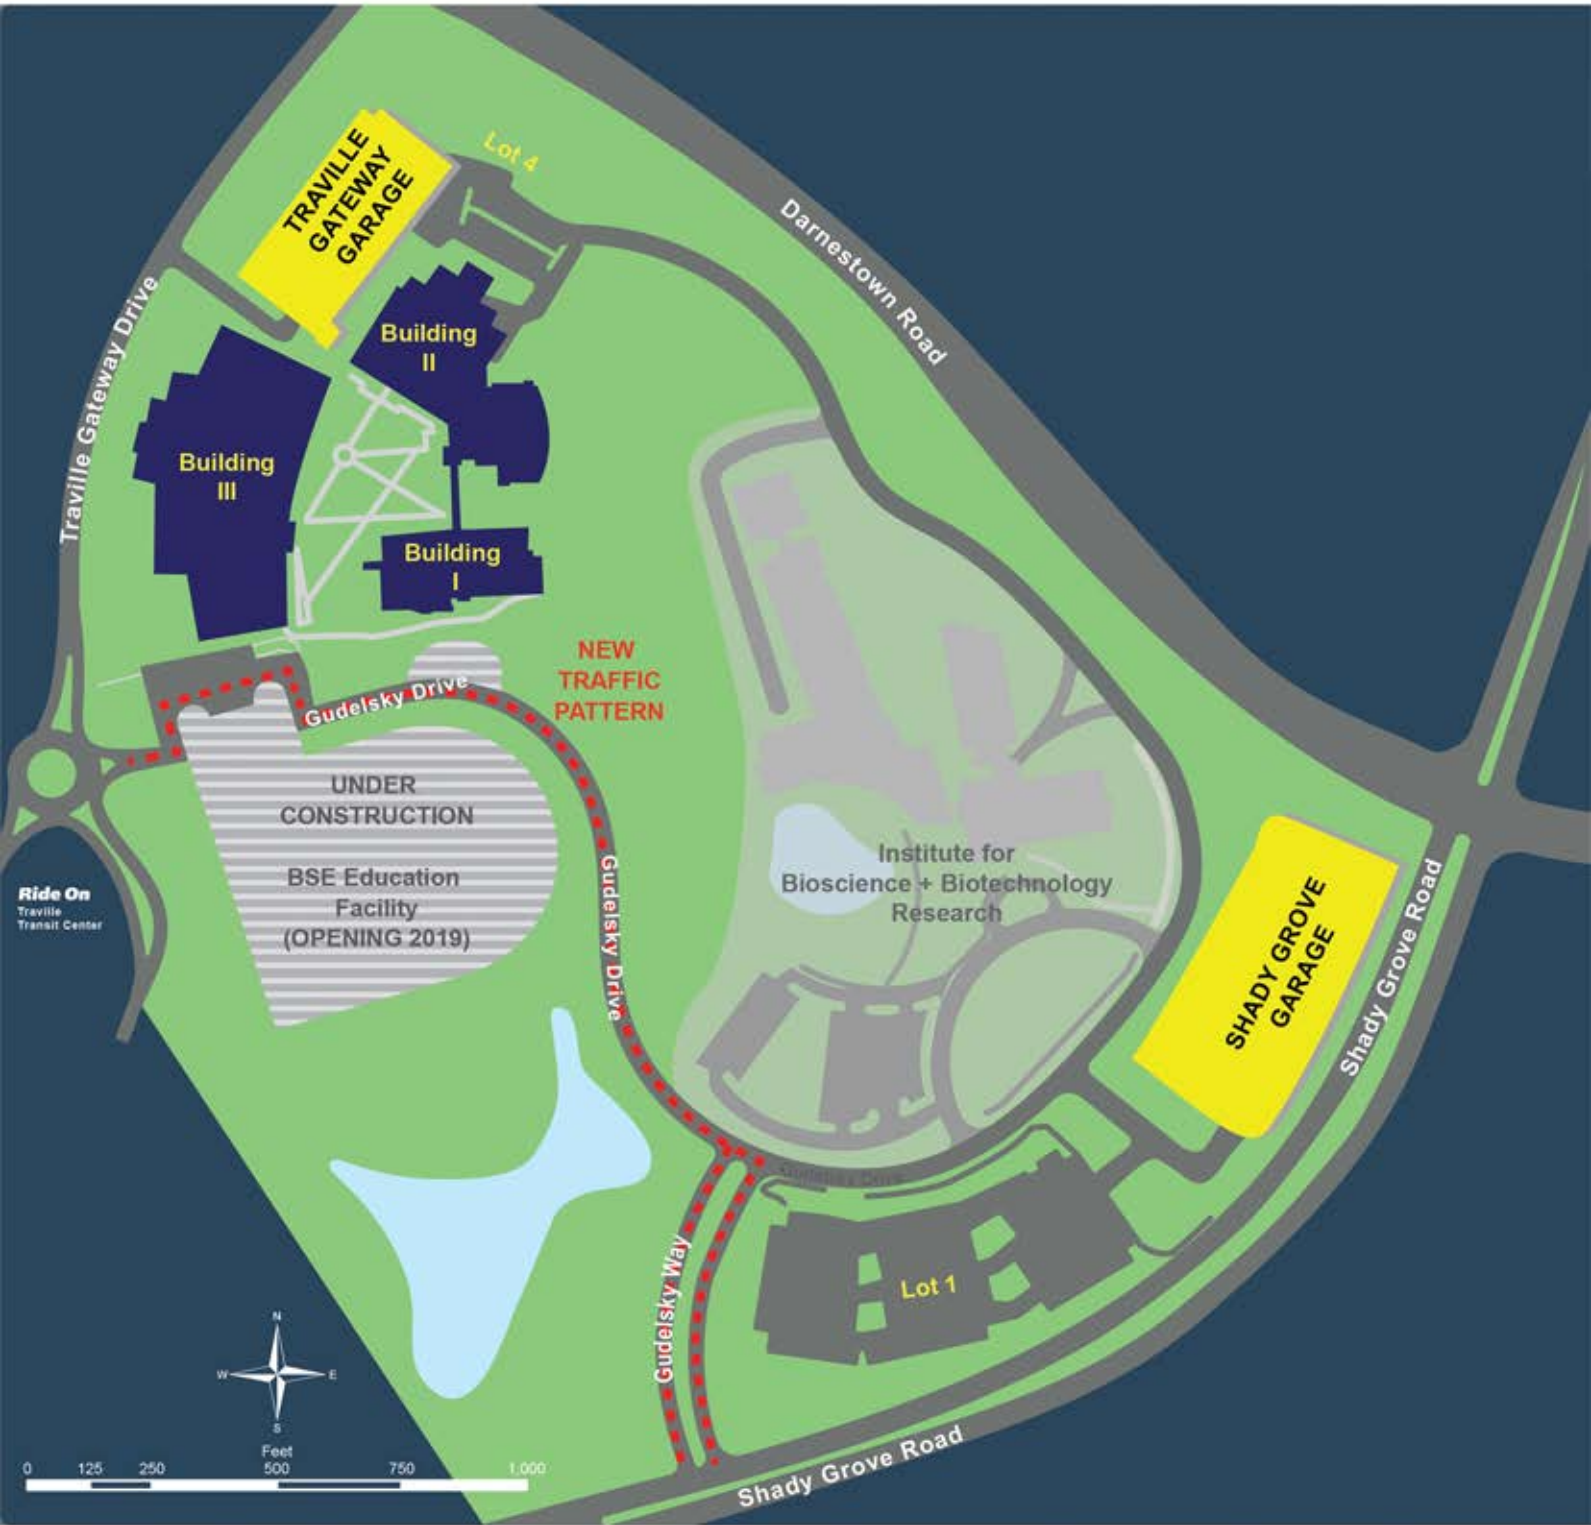 Lot 4
TRAVILLE
GATEWAY
GARAGE
Darnestown Road
Traville Gateway Drive
Building
II
Building
III
Building
I
NEW
TRAFFIC
PATTERN
Gudelsky Drive
UNDER
CONSTRUCTION
BSE Education
Facility
(OPENING 2019)
Ride On
Traville
Transit Center
Gudelsky Drive
Institute for
Bioscience + Biotechnology
Research
SHADY GROVE
GARAGE
Shady Grove Road
Gudelsky Drive
Gudelsky Way
Lot 1
N
W
E
S
Feet
0 125 250 500 750 1,000
Shady Grove Road